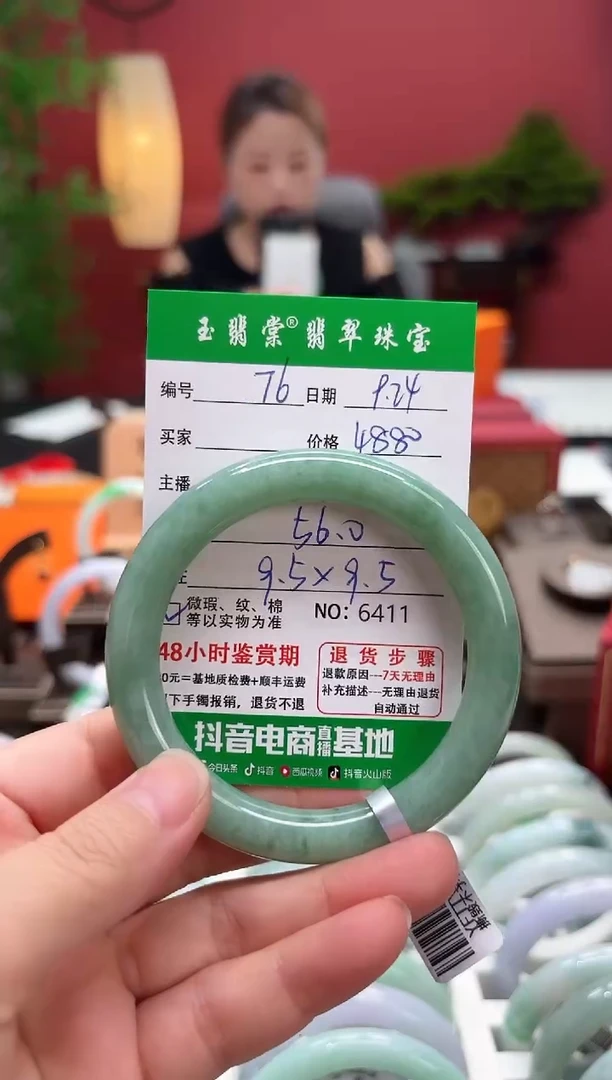 玉翡棠® 翡翠珠宝
编号 76 日期 9.24
买家 价格 4880
主播
56.0
9.5×9.5
微瑕、纹、棉
等以实物为准 NO: 6411
48小时鉴赏期
0元=基地质检费+顺丰运费
下手镯报销，退货不退
退货步骤
退款原因---7天无理由
补充描述---无理由退货
自动通过
抖音电商直播基地
今日头条 抖音 西瓜视频 抖音火山版